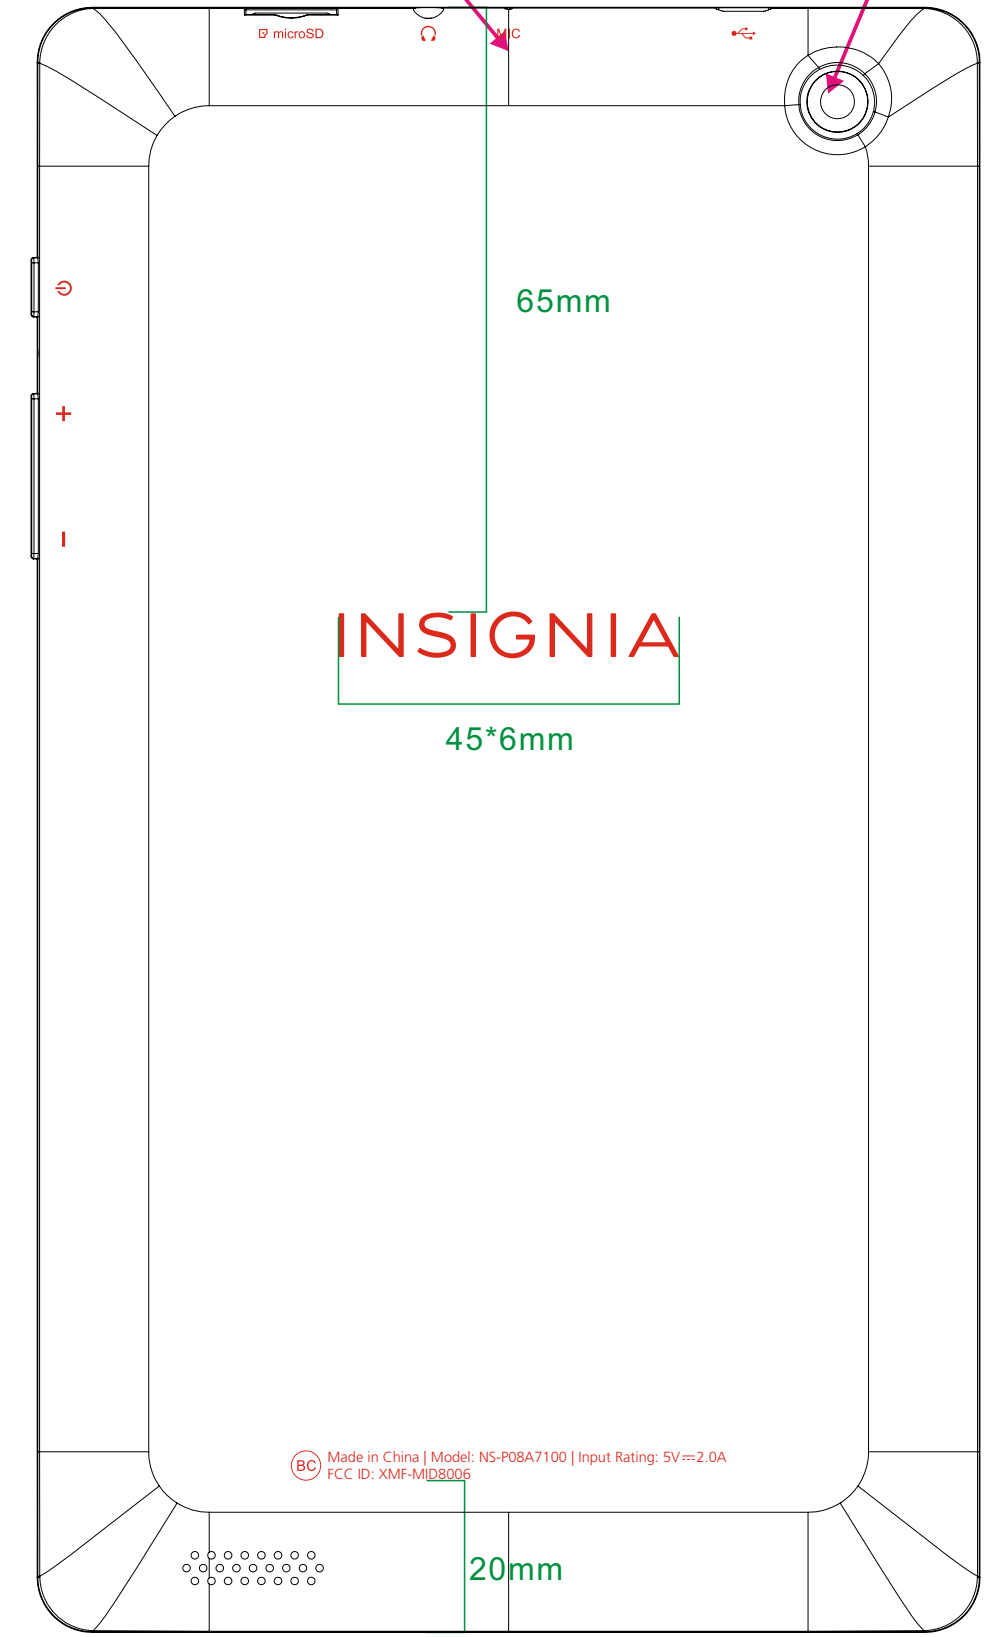 microSD
MIC
65mm
+
-
INSIGNIA
45*6mm
BC
Made in China | Model: NS-P08A7100 | Input Rating: 5V⎓2.0A
FCC ID: XMF-MID8006
20mm